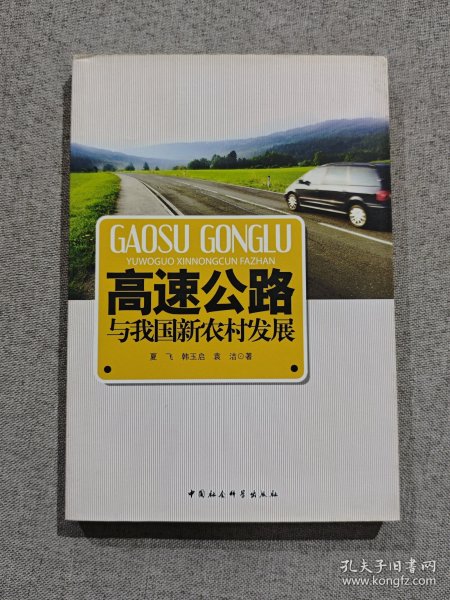 GAOSU GONGLU
YUWOGUO XINNONGCUN FAZHAN
高速公路
与我国新农村发展
夏 飞 韩玉启 袁 洁⊙著
中国社会科学出版社
孔夫子旧书网
www.kongfz.com